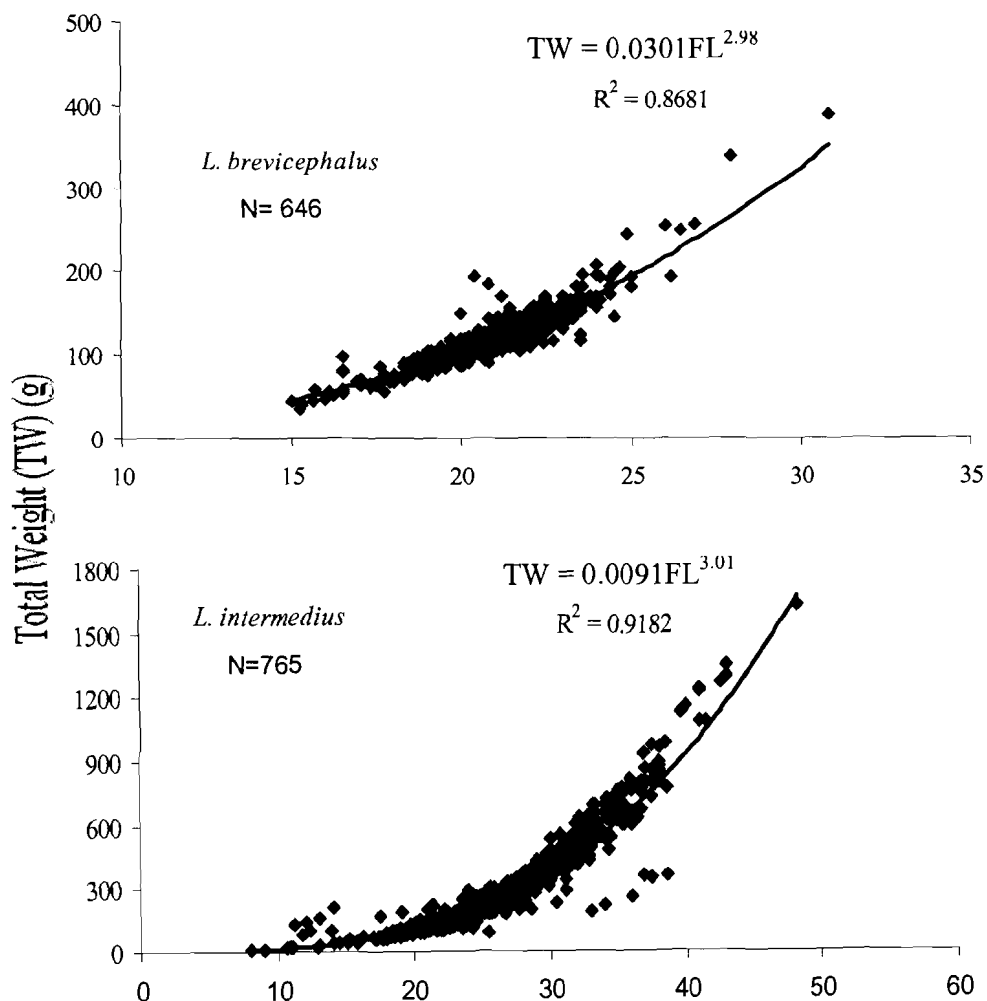 500
TW = 0.0301FL^2.98
R^2 = 0.8681
400
L. brevicephalus
300
N= 646
200
100
0
10 15 20 25 30 35
Total Weight (TW) (g)
1800
TW = 0.0091FL^3.01
L. intermedius
R^2 = 0.9182
1500
N=765
1200
900
600
300
0
0 10 20 30 40 50 60